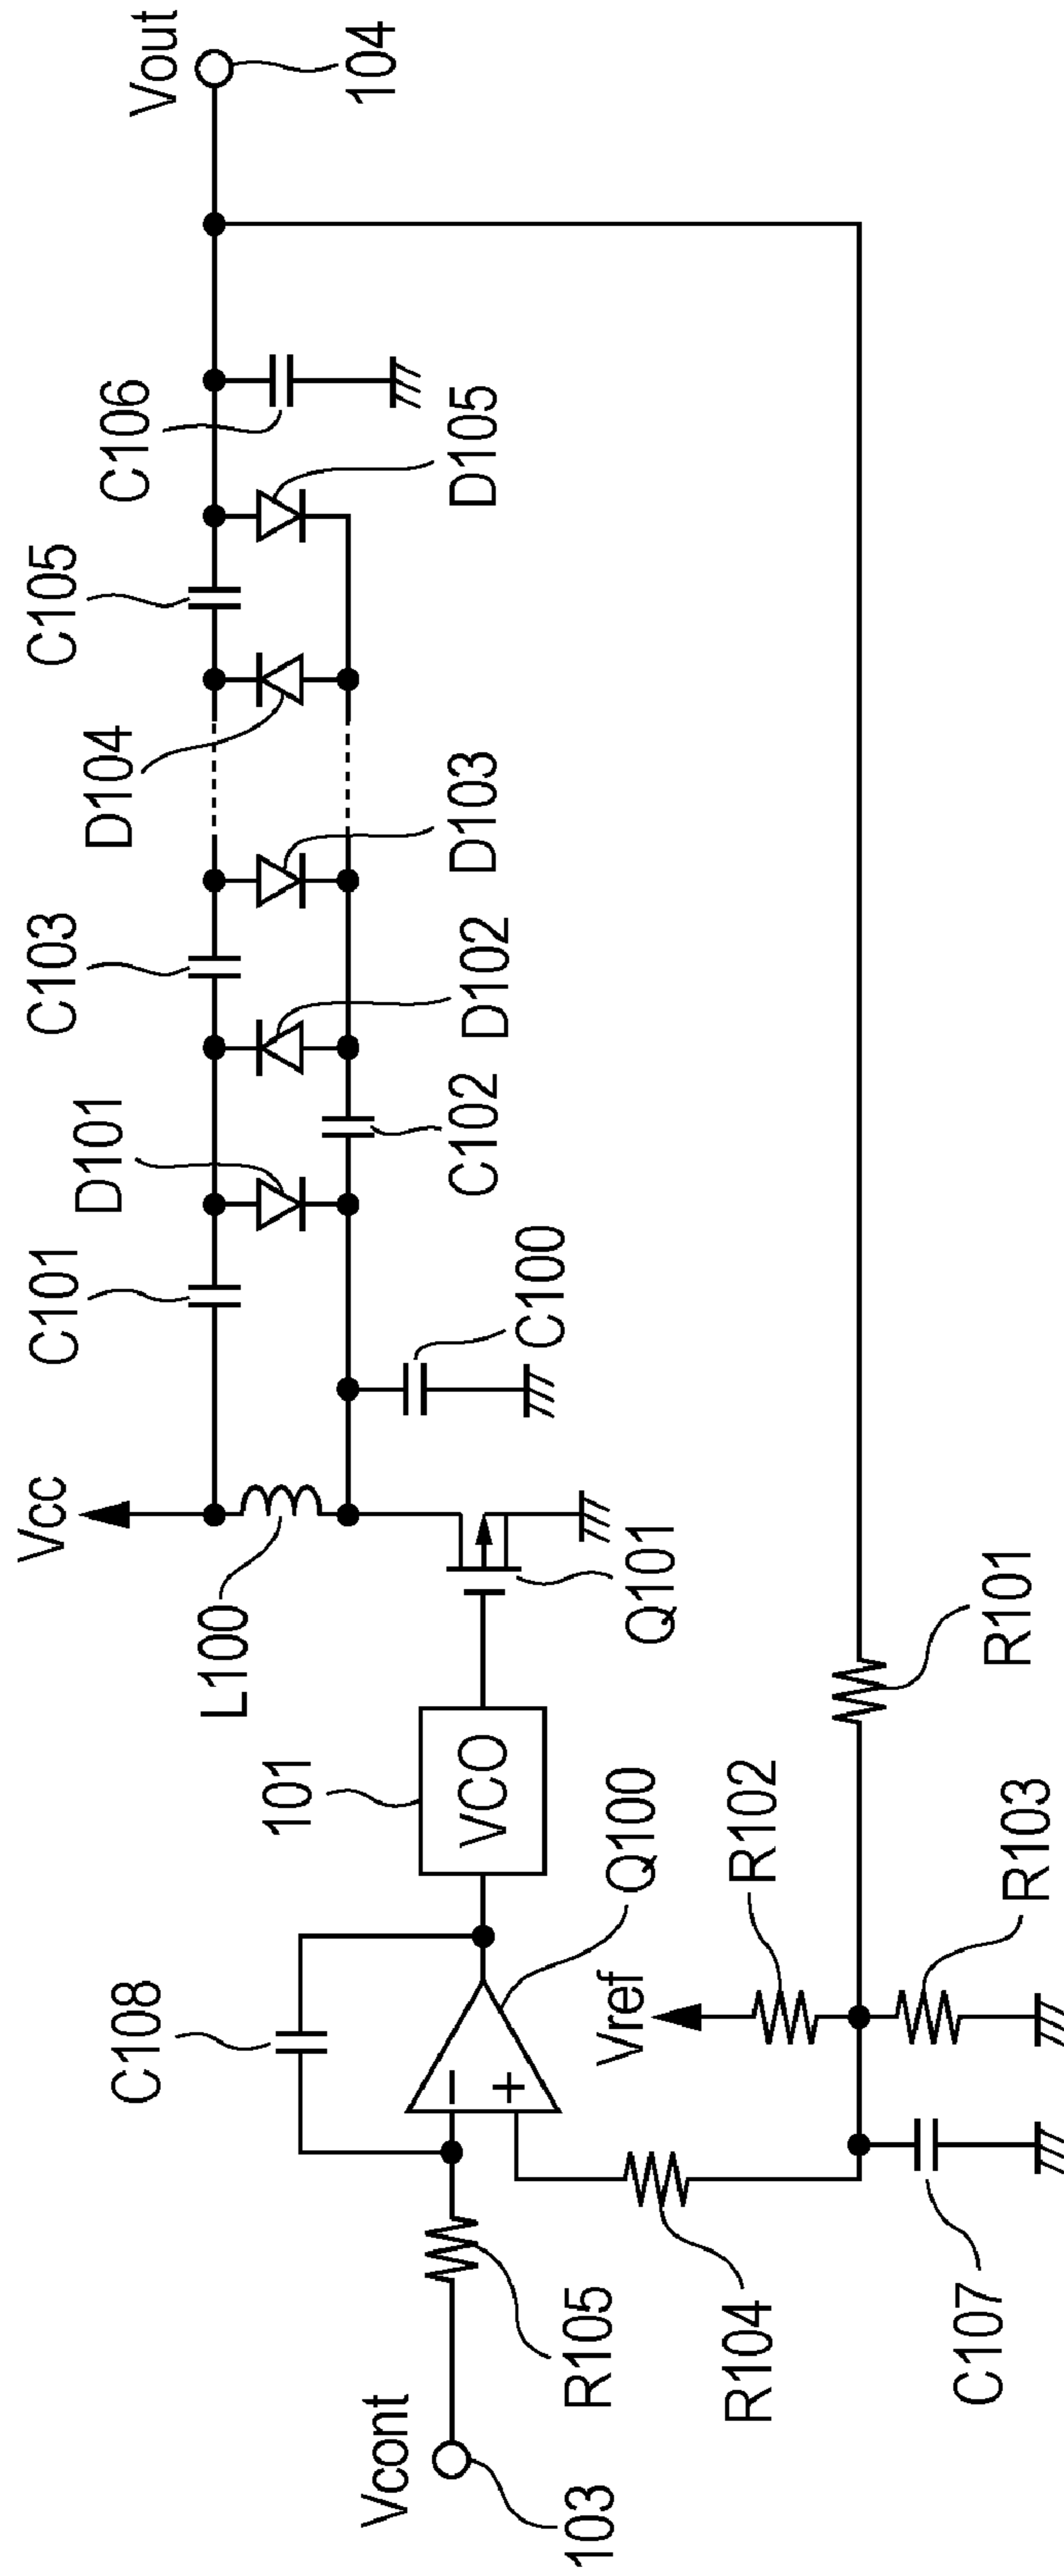 Vcont
103
R105
C108
Q100
R104
C107
Vref
R102
R103
R101
101
VCO
Q101
L100
Vcc
C100
C101
D101
C102
D102
C103
D103
D104
C105
D105
C106
Vout
104
−
+